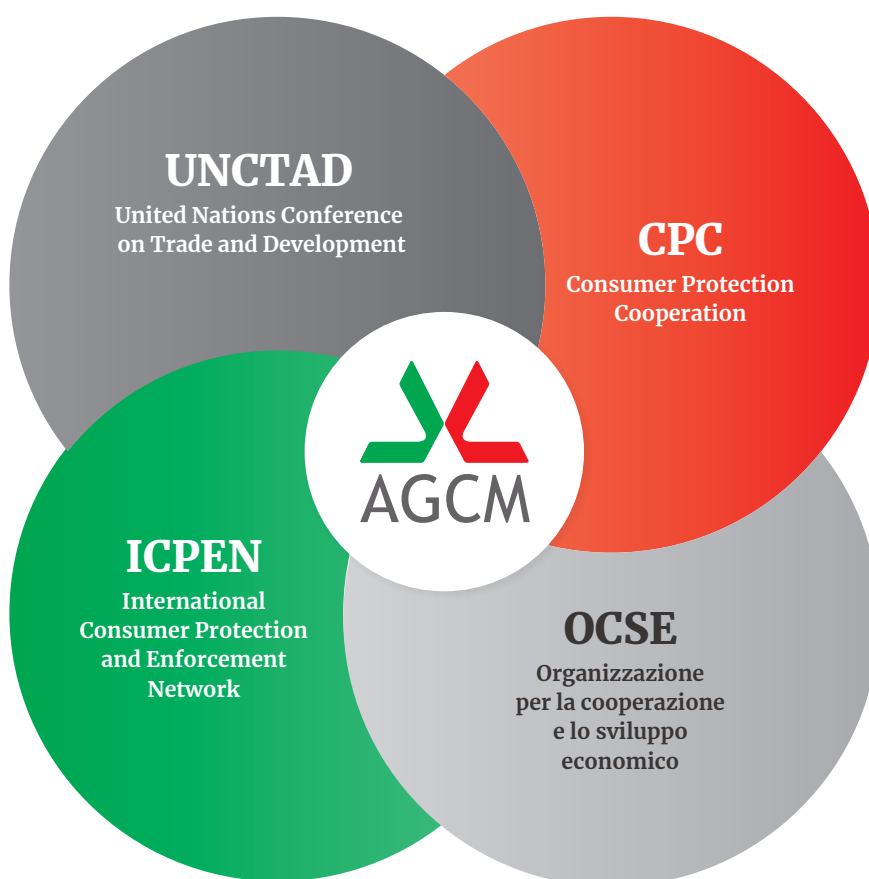 UNCTAD
United Nations Conference
on Trade and Development
CPC
Consumer Protection
Cooperation
AGCM
ICPEN
International
Consumer Protection
and Enforcement
Network
OCSE
Organizzazione
per la cooperazione
e lo sviluppo
economico